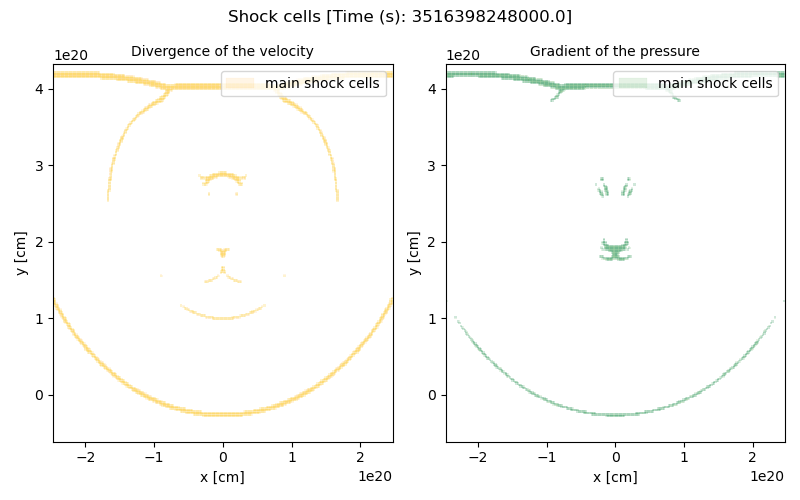 Shock cells [Time (s): 3516398248000.0]
Divergence of the velocity
1e20
main shock cells
4
3
2
1
0
y [cm]
−2
−1
0
1
2
x [cm]
1e20
Gradient of the pressure
1e20
main shock cells
4
3
2
1
0
y [cm]
−2
−1
0
1
2
x [cm]
1e20